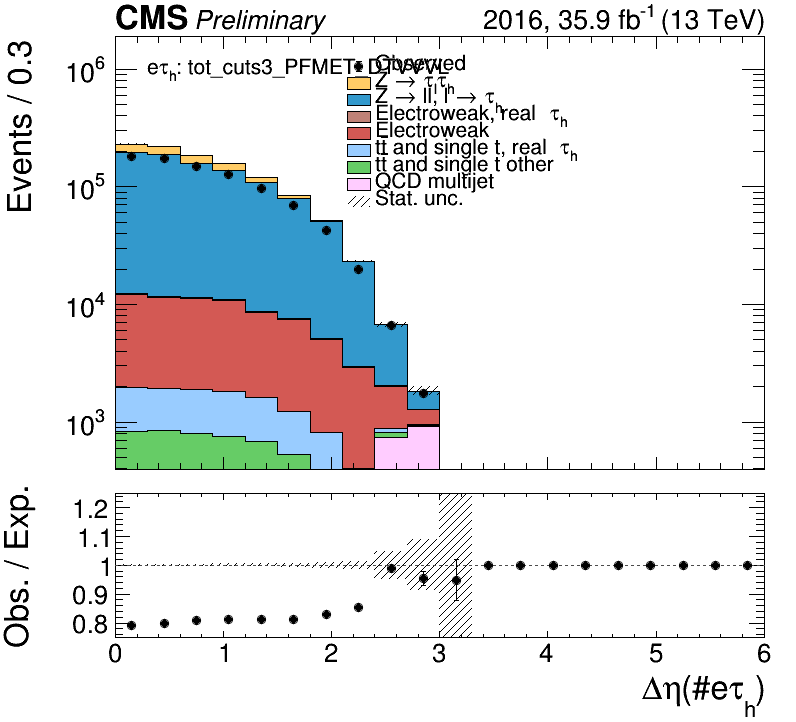 CMS Preliminary 2016, 35.9 fb⁻¹ (13 TeV)
Events / 0.3
10⁶
10⁵
10⁴
10³
eτₕ: tot_cuts3_PFMET
Observed
Z → τₗτₕ
Z → ll, l → τₕ
Electroweak, real τₕ
Electroweak
tt̄ and single t, real τₕ
tt̄ and single t other
QCD multijet
Stat. unc.
Obs. / Exp.
1.2
1.1
1
0.9
0.8
0 1 2 3 4 5 6
Δη(#eτₕ)